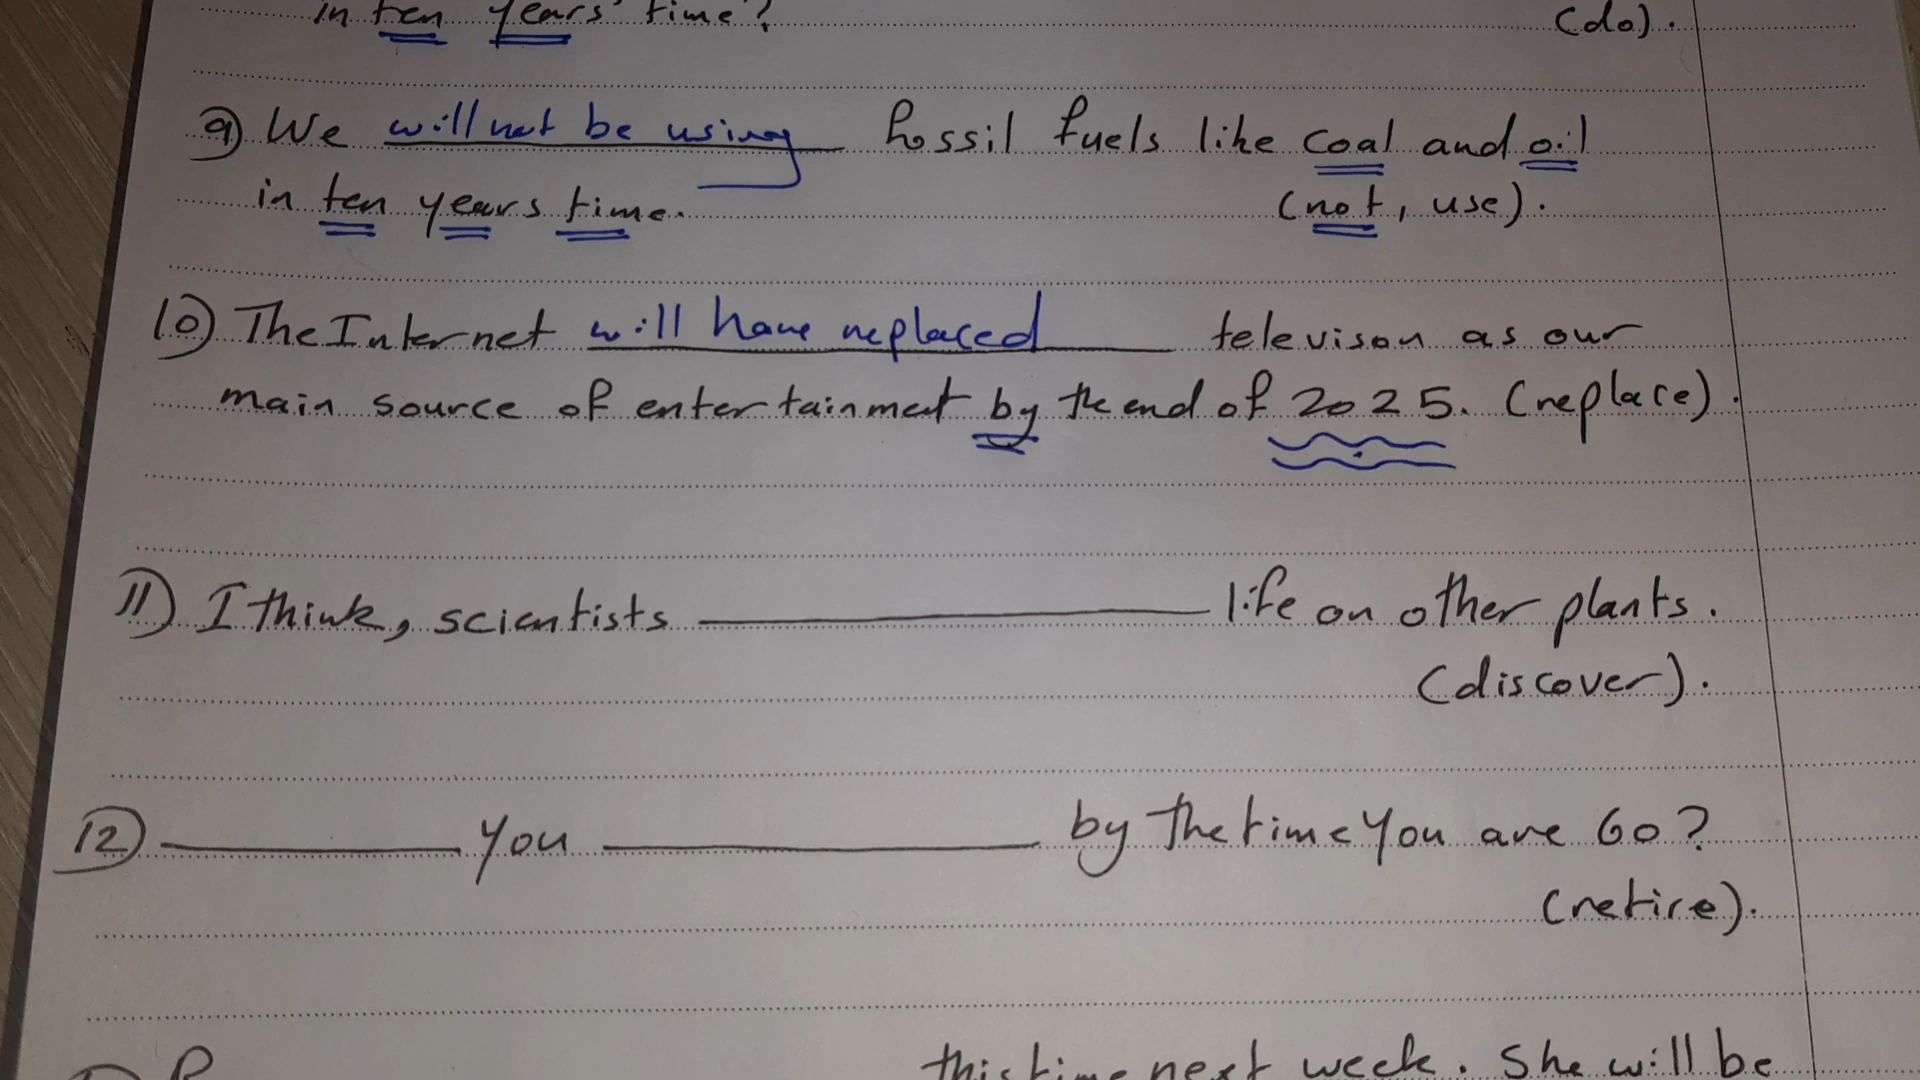 in ten years' time? (do).
9) We will not be using fossil fuels like coal and oil
in ten years time. (not, use).
10) The Internet will have replaced televison as our
main source of entertainment by the end of 2025. (replace).
11) I think, scientists life on other plants.
(discover).
12) you by the time you are 60?
(retire).
this time next week. She will be